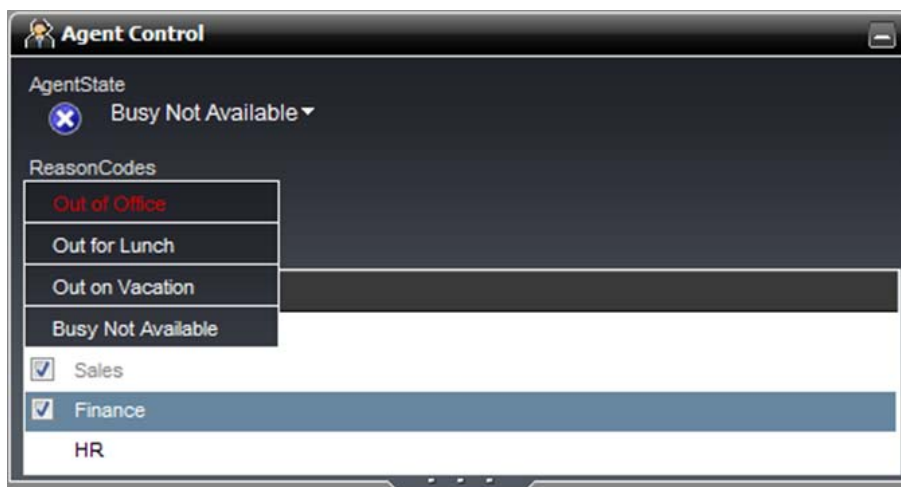 Agent Control
AgentState
Busy Not Available
ReasonCodes
Out of Office
Out for Lunch
Out on Vacation
Busy Not Available
Sales
Finance
HR